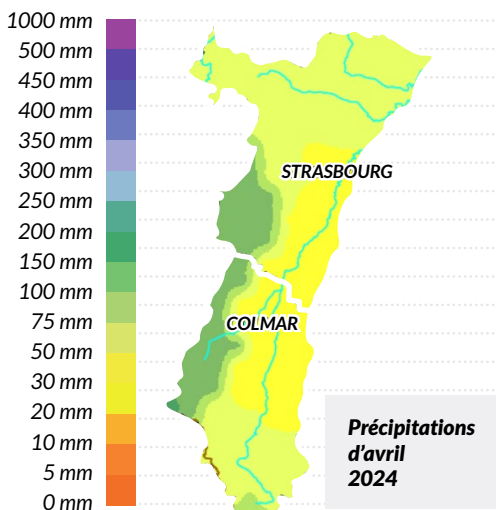 1000 mm
500 mm
450 mm
400 mm
350 mm
300 mm
250 mm
200 mm
150 mm
100 mm
75 mm
50 mm
30 mm
20 mm
10 mm
5 mm
0 mm
STRASBOURG
COLMAR
Précipitations
d'avril
2024